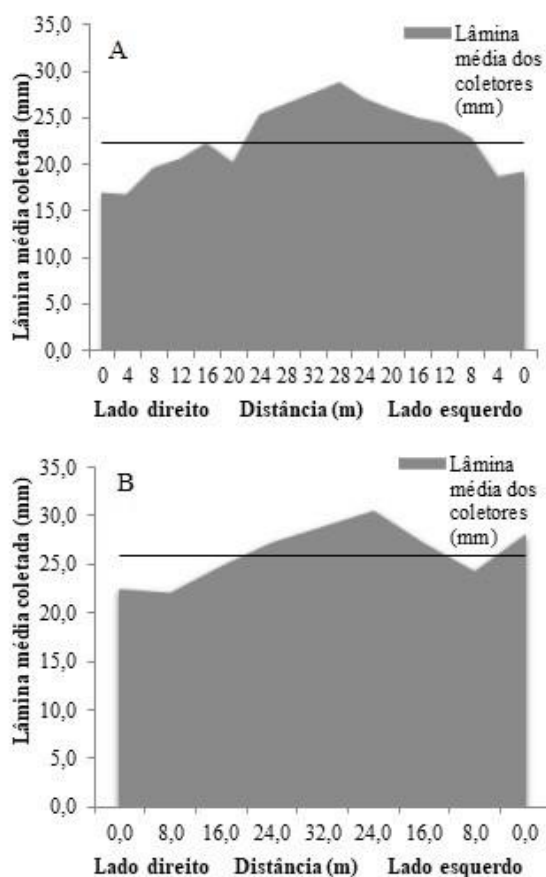 A
Lâmina média coletada (mm)
35,0
30,0
25,0
20,0
15,0
10,0
5,0
0,0
Lâmina
média dos
coletores
(mm)
0 4 8 12 16 20 24 28 32 28 24 20 16 12 8 4 0
Lado direito Distância (m) Lado esquerdo
B
Lâmina média coletada (mm)
35,0
30,0
25,0
20,0
15,0
10,0
5,0
0,0
Lâmina
média dos
coletores
(mm)
0,0 8,0 16,0 24,0 32,0 24,0 16,0 8,0 0,0
Lado direito Distância (m) Lado esquerdo